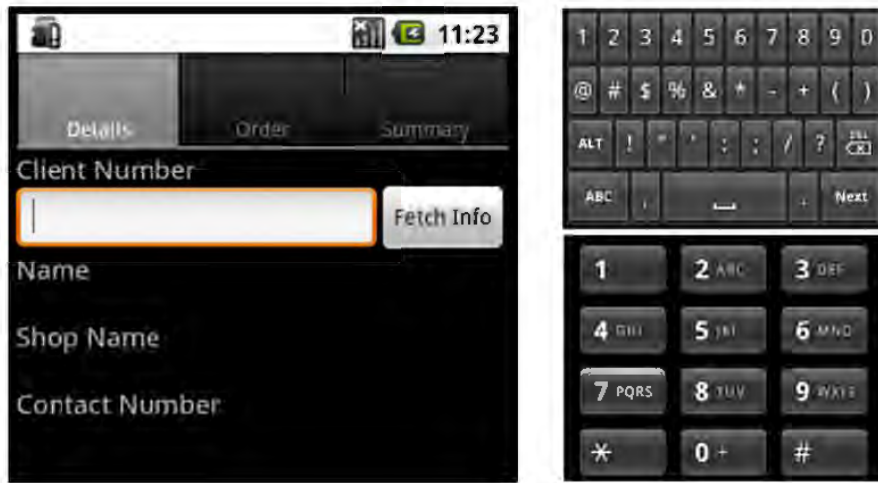 11:23
Details Order Summary
Client Number
Fetch Info
Name
Shop Name
Contact Number
1 2 3 4 5 6 7 8 9 0
@ # $ % & * - + ( )
ALT ! " ' : ; / ? DEL
ABC , . Next
1 2 ABC 3 DEF
4 GHI 5 JKL 6 MNO
7 PQRS 8 TUV 9 WXYZ
* 0 + #